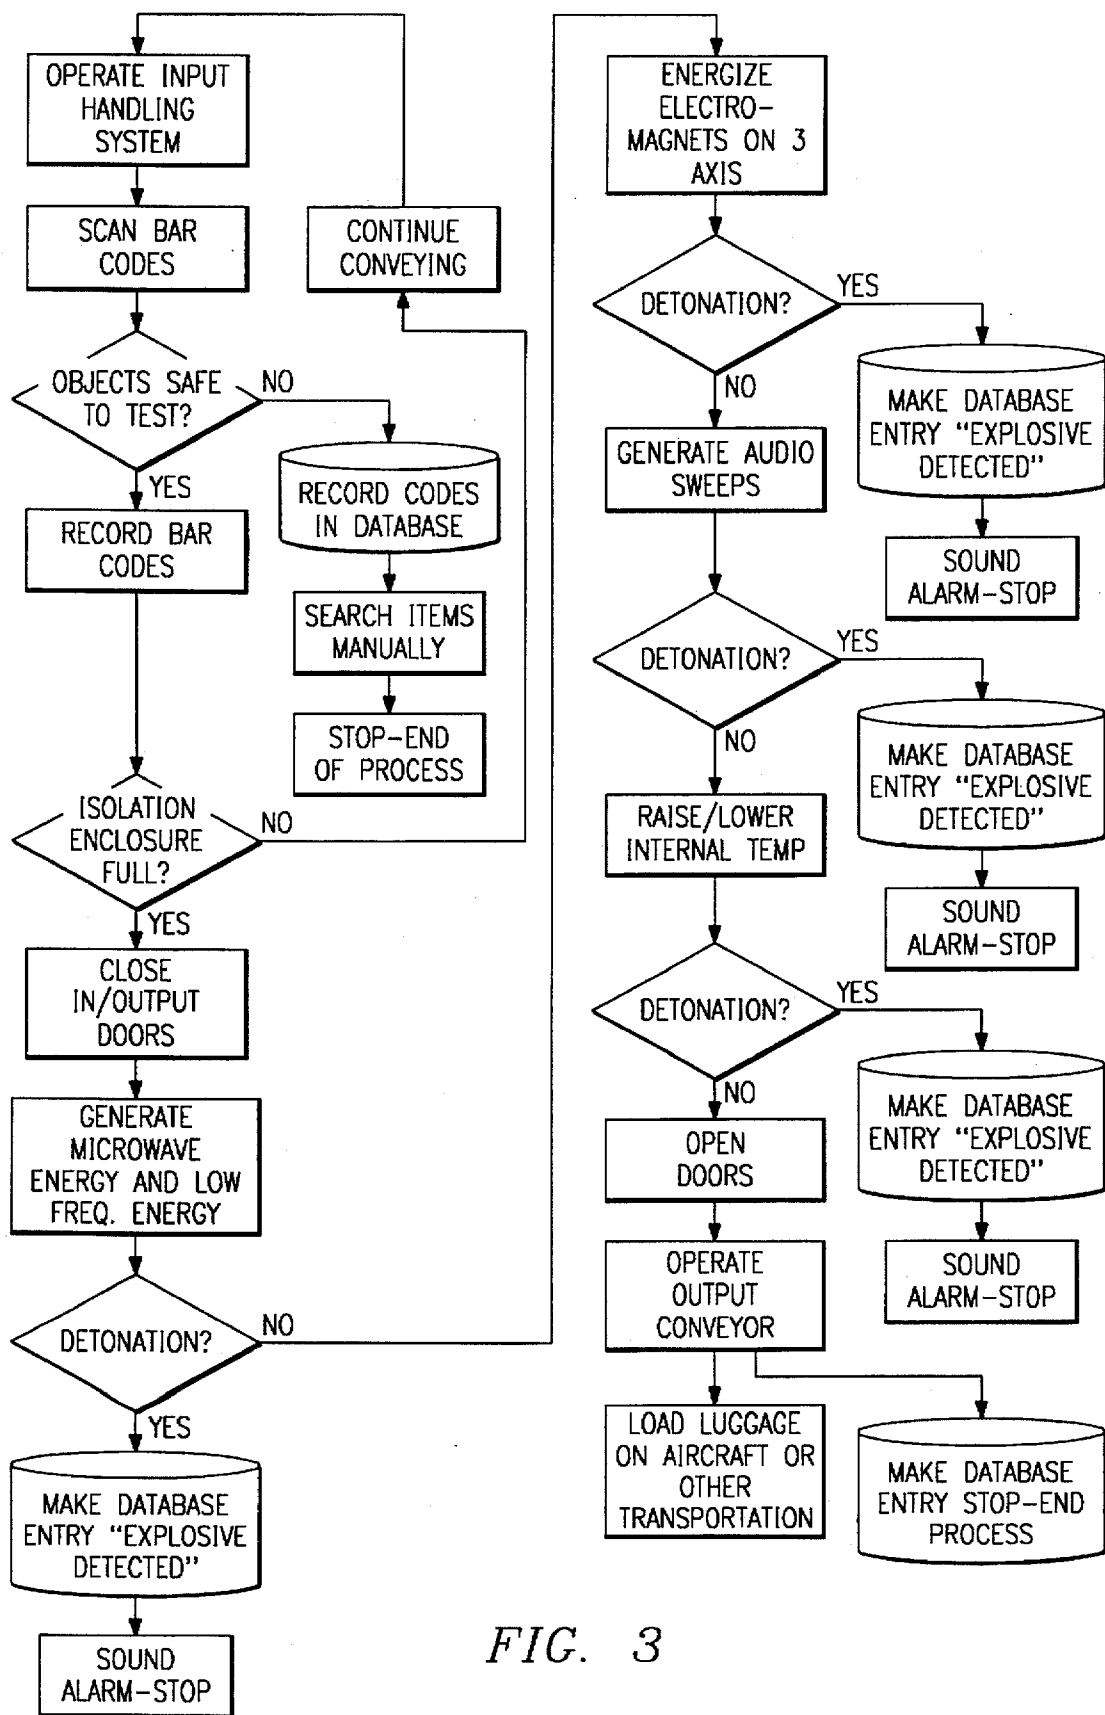 OPERATE INPUT
HANDLING
SYSTEM
SCAN BAR
CODES
CONTINUE
CONVEYING
OBJECTS SAFE
TO TEST?
NO
YES
RECORD CODES
IN DATABASE
RECORD BAR
CODES
SEARCH ITEMS
MANUALLY
STOP-END
OF PROCESS
ISOLATION
ENCLOSURE
FULL?
NO
YES
CLOSE
IN/OUTPUT
DOORS
GENERATE
MICROWAVE
ENERGY AND LOW
FREQ. ENERGY
DETONATION?
NO
YES
MAKE DATABASE
ENTRY "EXPLOSIVE
DETECTED"
SOUND
ALARM-STOP
ENERGIZE
ELECTRO-
MAGNETS ON 3
AXIS
DETONATION?
YES
NO
MAKE DATABASE
ENTRY "EXPLOSIVE
DETECTED"
SOUND
ALARM-STOP
GENERATE AUDIO
SWEEPS
DETONATION?
YES
NO
MAKE DATABASE
ENTRY "EXPLOSIVE
DETECTED"
SOUND
ALARM-STOP
RAISE/LOWER
INTERNAL TEMP
DETONATION?
YES
NO
MAKE DATABASE
ENTRY "EXPLOSIVE
DETECTED"
SOUND
ALARM-STOP
OPEN
DOORS
OPERATE
OUTPUT
CONVEYOR
LOAD LUGGAGE
ON AIRCRAFT OR
OTHER
TRANSPORTATION
MAKE DATABASE
ENTRY STOP-END
PROCESS
FIG. 3